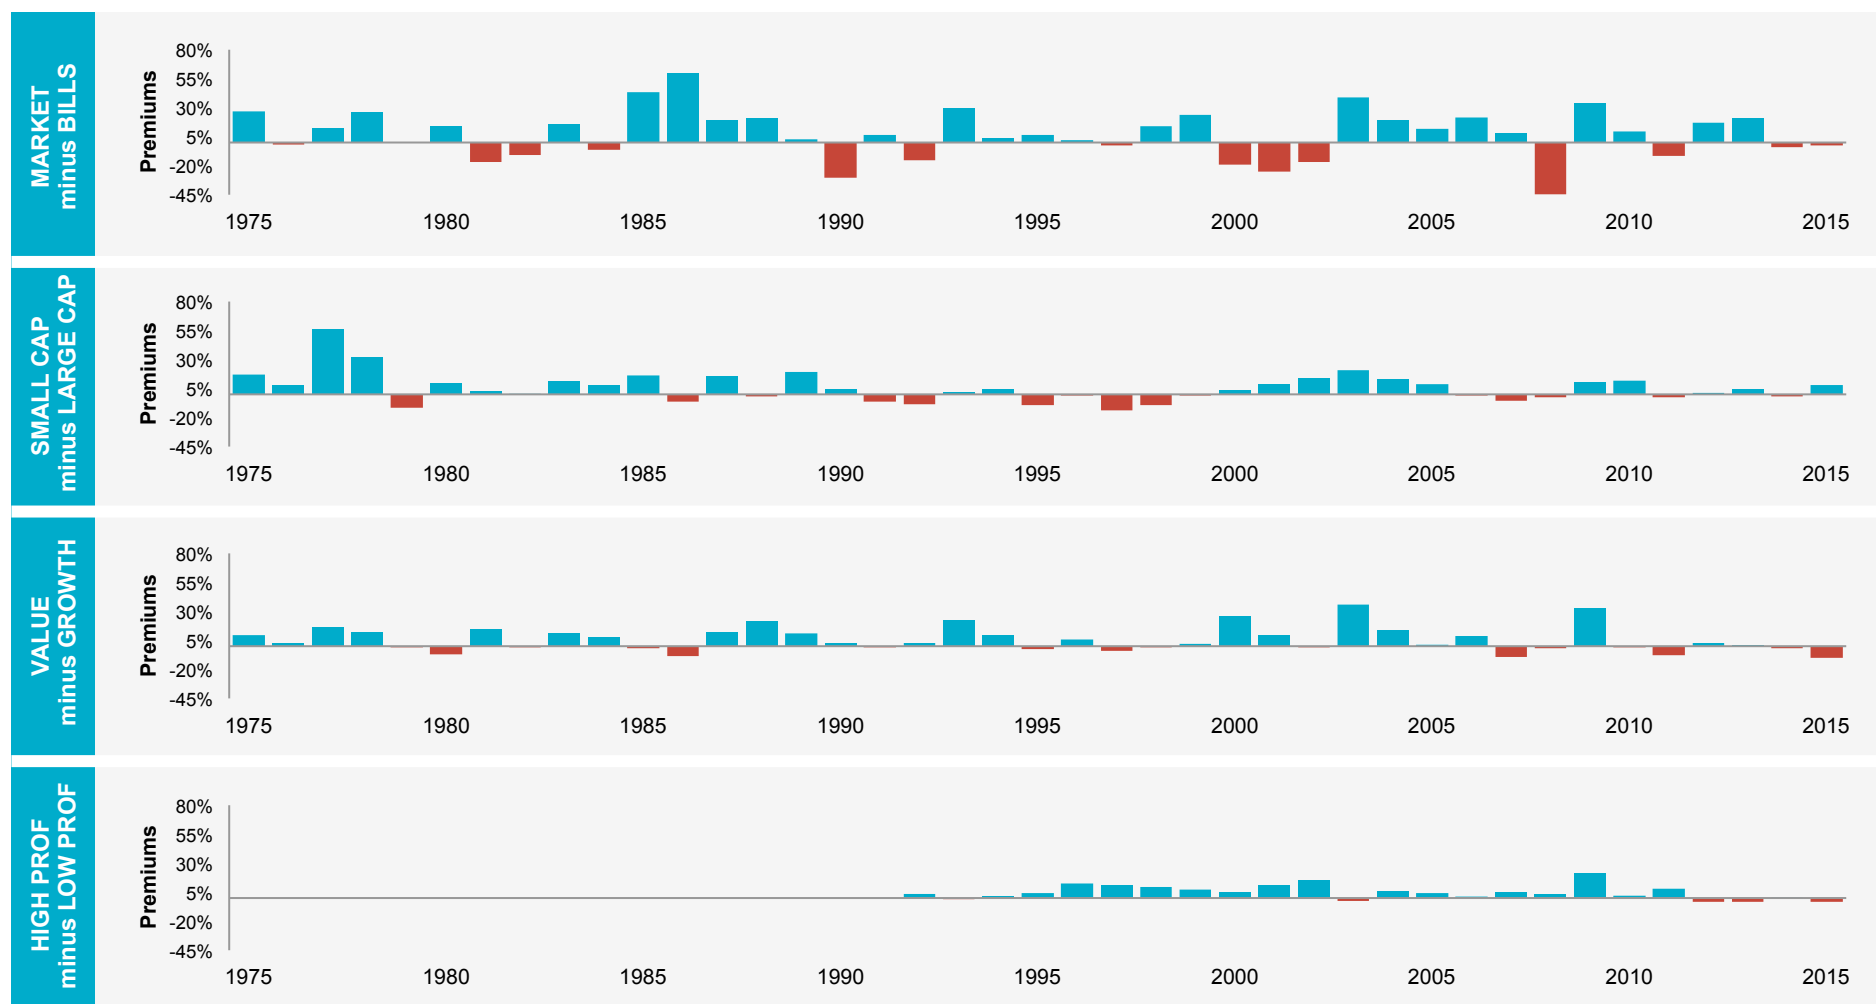 MARKET
minus BILLS
Premiums
80%
55%
30%
5%
-20%
-45%
1975 1980 1985 1990 1995 2000 2005 2010 2015
SMALL CAP
minus LARGE CAP
Premiums
80%
55%
30%
5%
-20%
-45%
1975 1980 1985 1990 1995 2000 2005 2010 2015
VALUE
minus GROWTH
Premiums
80%
55%
30%
5%
-20%
-45%
1975 1980 1985 1990 1995 2000 2005 2010 2015
HIGH PROF
minus LOW PROF
Premiums
80%
55%
30%
5%
-20%
-45%
1975 1980 1985 1990 1995 2000 2005 2010 2015